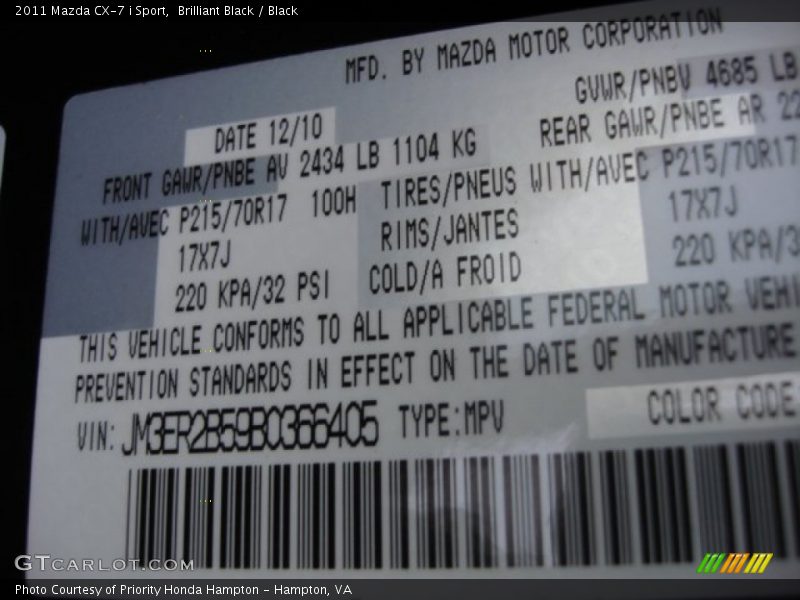 2011 Mazda CX-7 i Sport, Brilliant Black / Black
MFD. BY MAZDA MOTOR CORPORATION
GVWR/PNBV 4685 LB
DATE 12/10
REAR GAWR/PNBE AR 22
FRONT GAWR/PNBE AV 2434 LB 1104 KG
WITH/AVEC P215/70R17
WITH/AVEC P215/70R17 100H TIRES/PNEUS
17X7J RIMS/JANTES 17X7J
220 KPA/32 PSI COLD/A FROID 220 KPA/3
THIS VEHICLE CONFORMS TO ALL APPLICABLE FEDERAL MOTOR VEHI
PREVENTION STANDARDS IN EFFECT ON THE DATE OF MANUFACTURE
VIN: JM3ER2B59B0366405 TYPE:MPV
COLOR CODE
GTCARLOT.COM
Photo Courtesy of Priority Honda Hampton - Hampton, VA